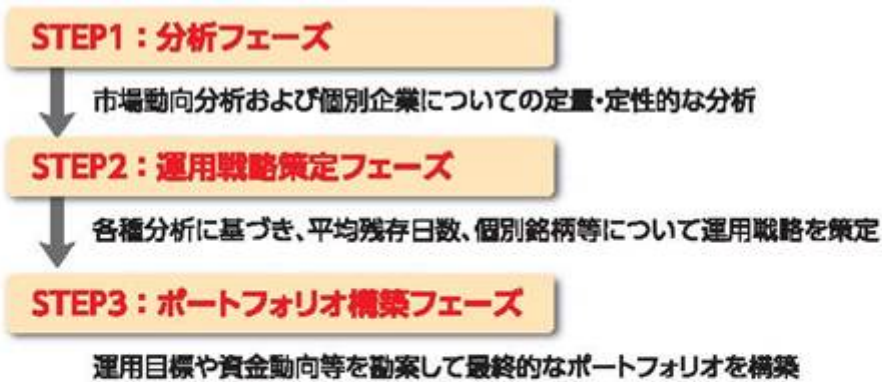 STEP1：分析フェーズ
市場動向分析および個別企業についての定量・定性的な分析
STEP2：運用戦略策定フェーズ
各種分析に基づき、平均残存日数、個別銘柄等について運用戦略を策定
STEP3：ポートフォリオ構築フェーズ
運用目標や資金動向等を勘案して最終的なポートフォリオを構築